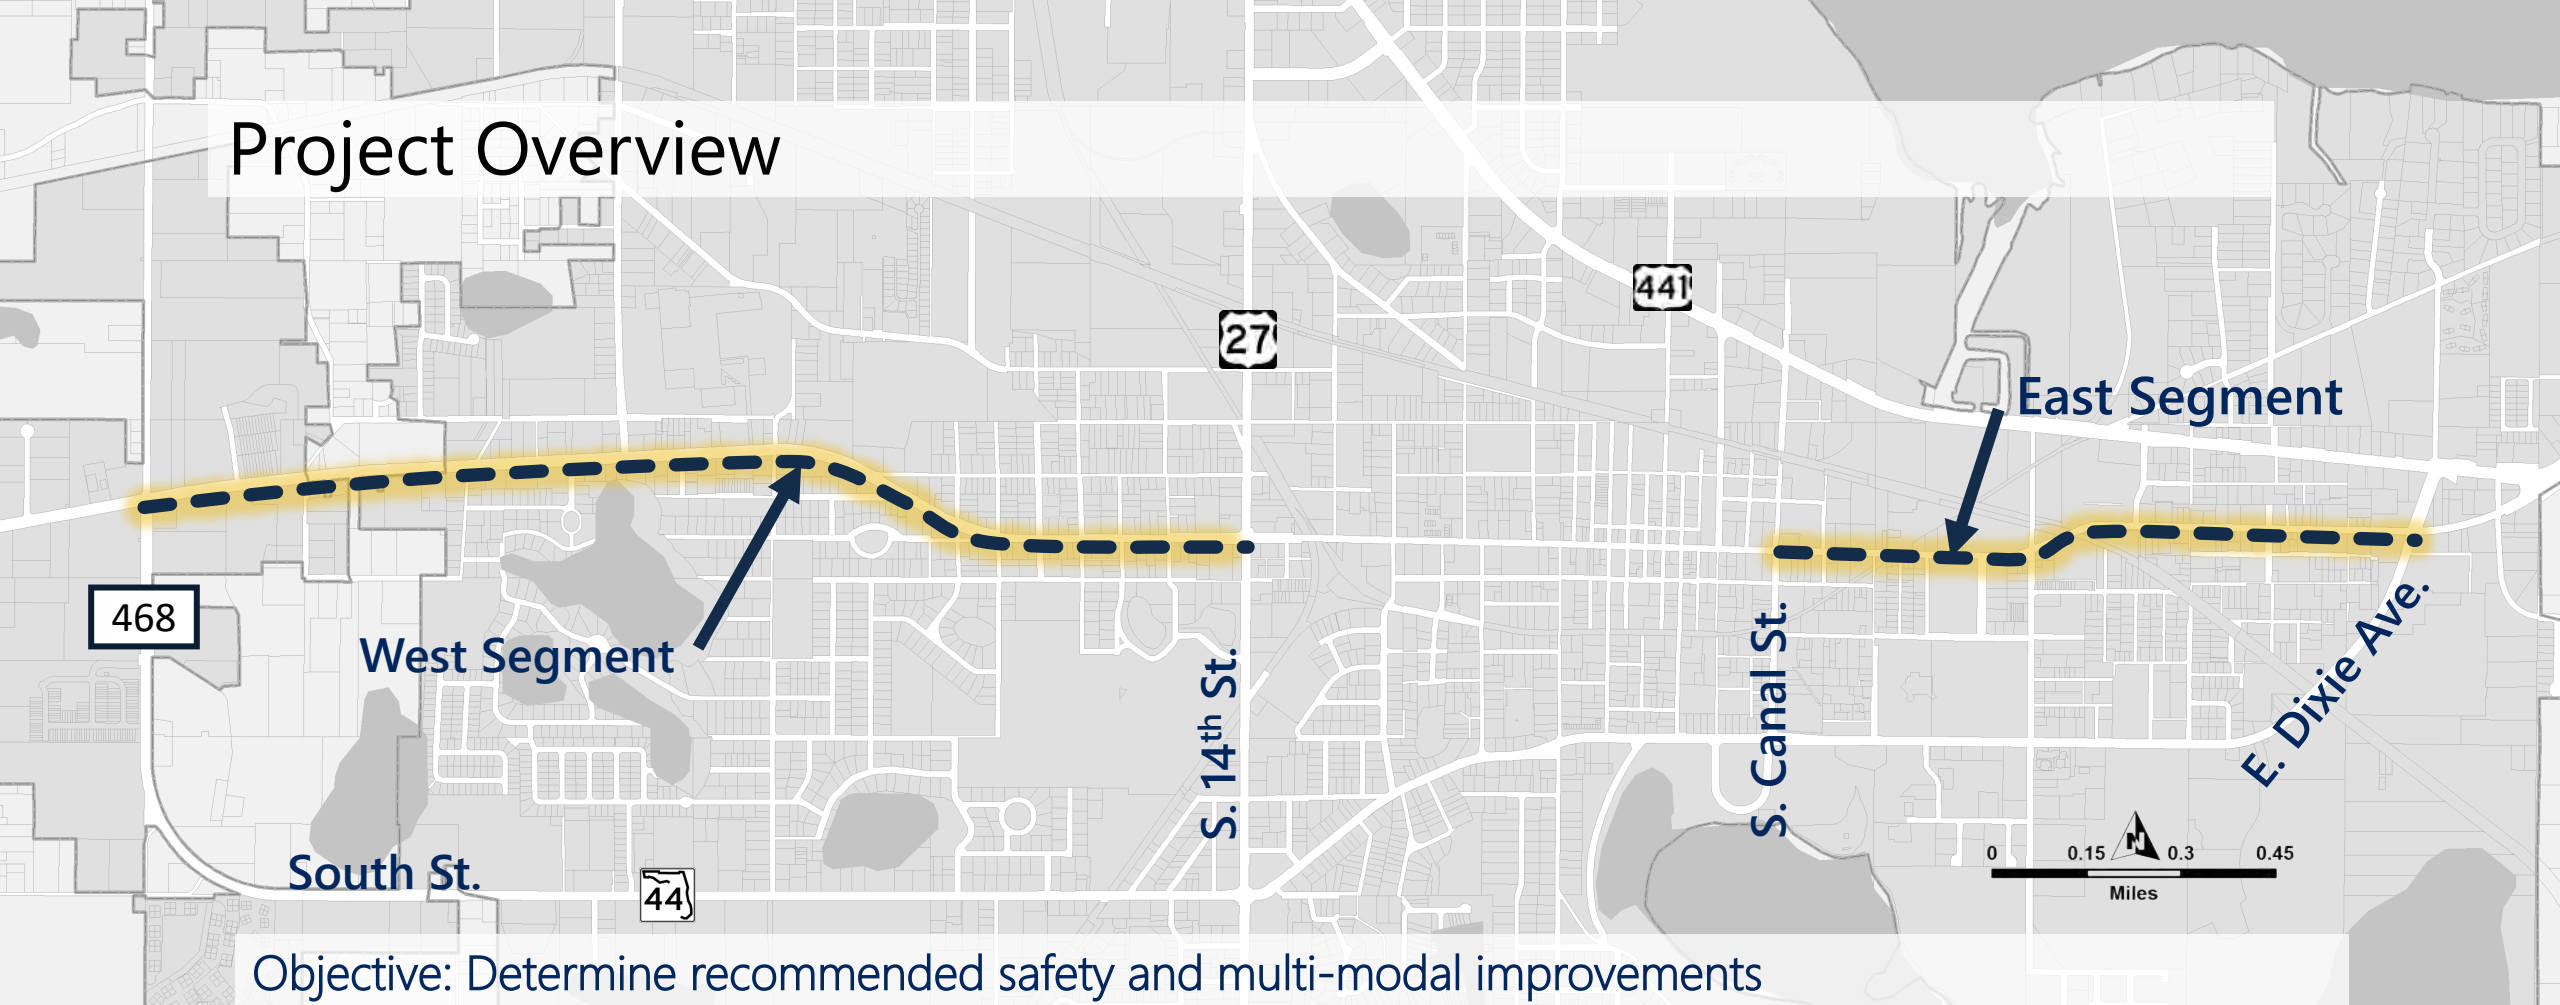 Project Overview
441
27
East Segment
468
West Segment
S. 14th St.
S. Canal St.
E. Dixie Ave.
South St.
44
N
0 0.15 0.3 0.45
Miles
Objective: Determine recommended safety and multi-modal improvements